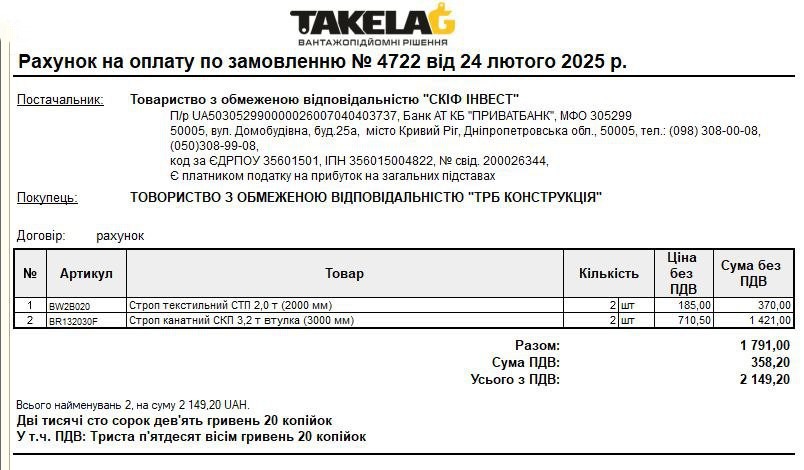 TAKELAG
ВАНТАЖОПІДЙОМНІ РІШЕННЯ
Рахунок на оплату по замовленню № 4722 від 24 лютого 2025 р.
Постачальник: Товариство з обмеженою відповідальністю "СКІФ ІНВЕСТ"
П/р UA503052990000026007040403737, Банк АТ КБ "ПРИВАТБАНК", МФО 305299
50005, вул. Домобудівна, буд.25а, місто Кривий Ріг, Дніпропетровська обл., 50005, тел.: (098) 308-00-08,
(050)308-99-08,
код за ЄДРПОУ 35601501, ІПН 356015004822, № свід. 200026344,
Є платником податку на прибуток на загальних підставах
Покупець: ТОВОРИСТВО З ОБМЕЖЕНОЮ ВІДПОВІДАЛЬНІСТЮ "ТРБ КОНСТРУКЦІЯ"
Договір: рахунок
№ Артикул Товар Кількість Ціна без ПДВ Сума без ПДВ
1 BW2B020 Строп текстильний СТП 2,0 т (2000 мм) 2 шт 185,00 370,00
2 BR132030F Строп канатний СКП 3,2 т втулка (3000 мм) 2 шт 710,50 1 421,00
Разом: 1 791,00
Сума ПДВ: 358,20
Усього з ПДВ: 2 149,20
Всього найменувань 2, на суму 2 149,20 UAH.
Дві тисячі сто сорок дев'ять гривень 20 копійок
У т.ч. ПДВ: Триста п'ятдесят вісім гривень 20 копійок